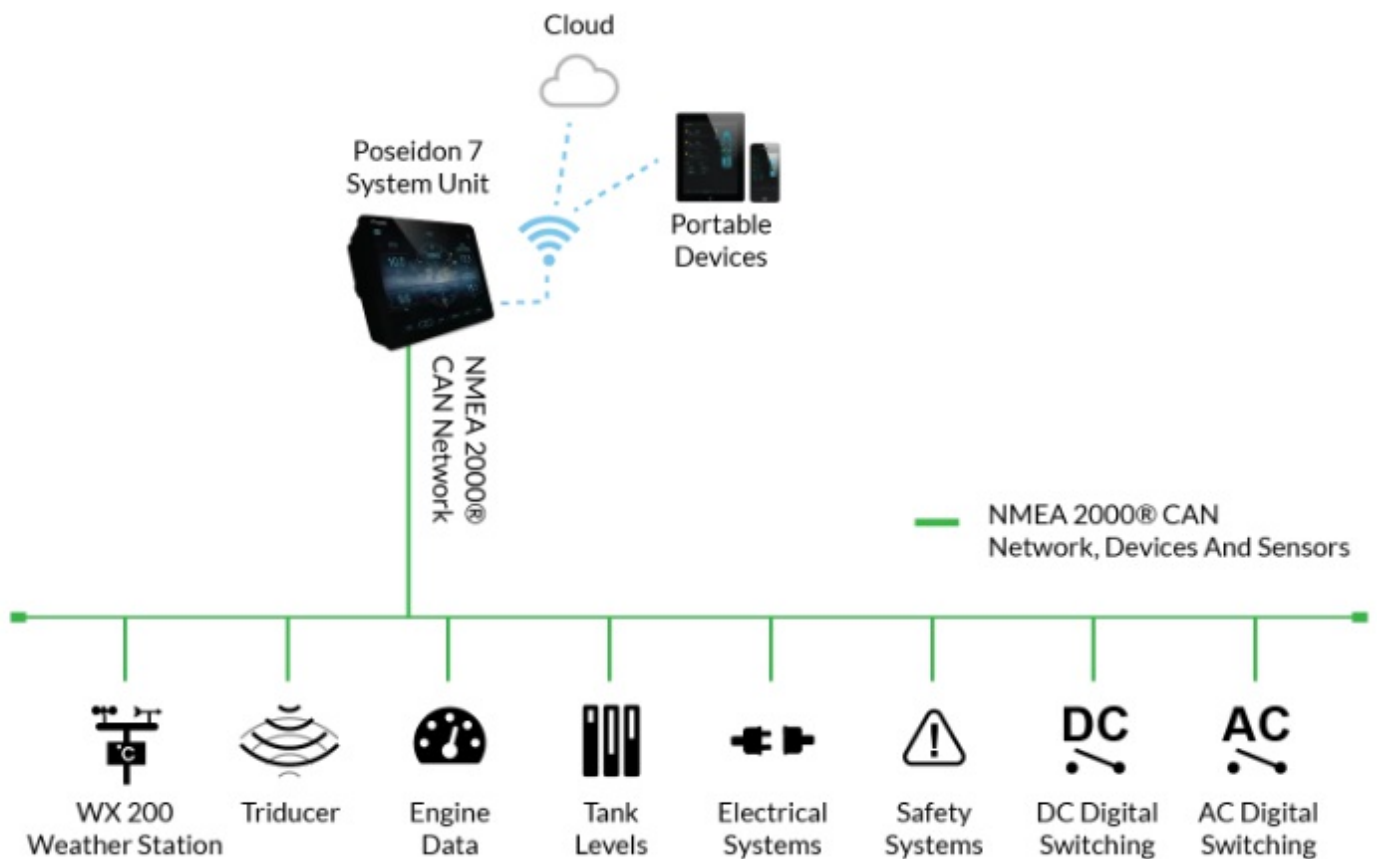 Cloud
Poseidon 7
System Unit
Portable
Devices
NMEA 2000®
CAN Network
NMEA 2000® CAN
Network, Devices And Sensors
°C
DC
AC
WX 200
Weather Station
Triducer
Engine
Data
Tank
Levels
Electrical
Systems
Safety
Systems
DC Digital
Switching
AC Digital
Switching